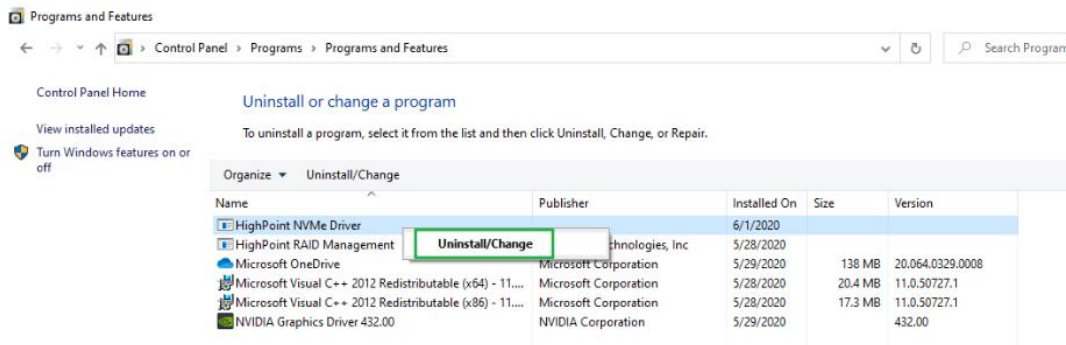 Programs and Features
Control Panel › Programs › Programs and Features
Search Program
Control Panel Home
View installed updates
Turn Windows features on or
off
Uninstall or change a program
To uninstall a program, select it from the list and then click Uninstall, Change, or Repair.
Organize Uninstall/Change
Name Publisher Installed On Size Version
HighPoint NVMe Driver 6/1/2020
HighPoint RAID Management Uninstall/Change chnologies, Inc 5/28/2020
Microsoft OneDrive Microsoft Corporation 5/29/2020 138 MB 20.064.0329.0008
Microsoft Visual C++ 2012 Redistributable (x64) - 11.... Microsoft Corporation 5/28/2020 20.4 MB 11.0.50727.1
Microsoft Visual C++ 2012 Redistributable (x86) - 11.... Microsoft Corporation 5/28/2020 17.3 MB 11.0.50727.1
NVIDIA Graphics Driver 432.00 NVIDIA Corporation 5/29/2020 432.00